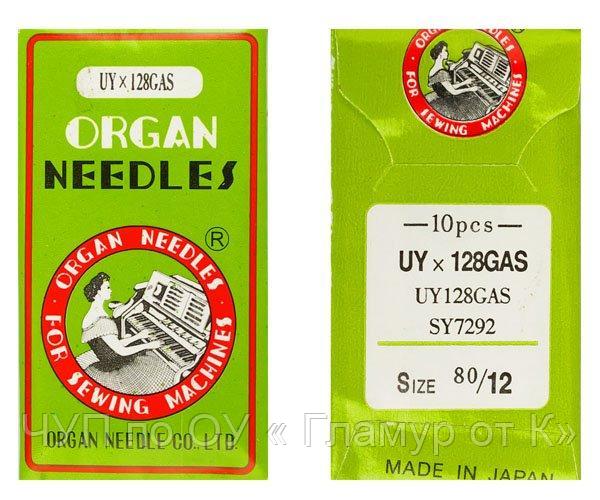 UY x 128GAS
ORGAN
NEEDLES
®
· ORGAN NEEDLES ·
FOR SEWING MACHINES
ORGAN NEEDLE CO., LTD.
ORGAN NEEDLES
FOR SEWING MACHINES
—10pcs—
UY x 128GAS
UY128GAS
SY7292
SIZE 80/12
MADE IN JAPAN
ЧУП по ОУ « Гламур от К»